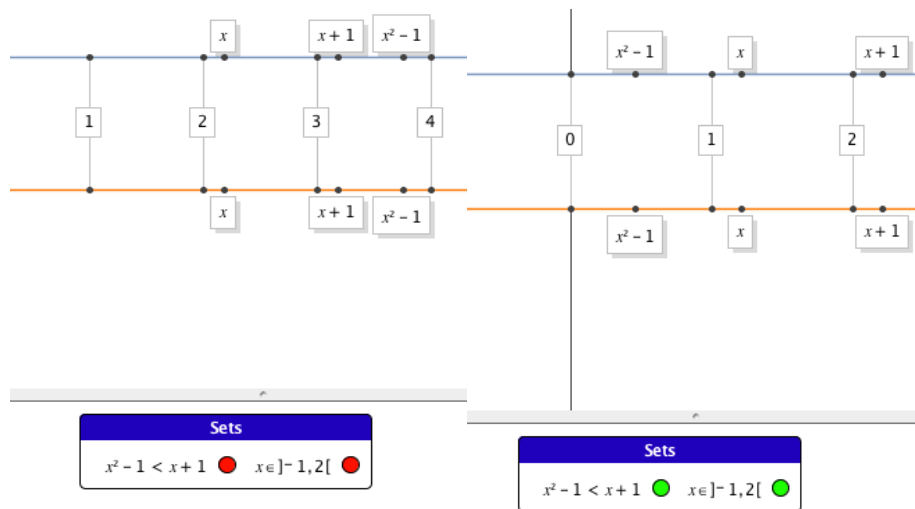 x x + 1 x² − 1
1 2 3 4
x x + 1 x² − 1
Sets
x² − 1 < x + 1 x ∈ ]⁻1,2[
x² − 1 x x + 1
0 1 2
x² − 1 x x + 1
Sets
x² − 1 < x + 1 x ∈ ]⁻1,2[